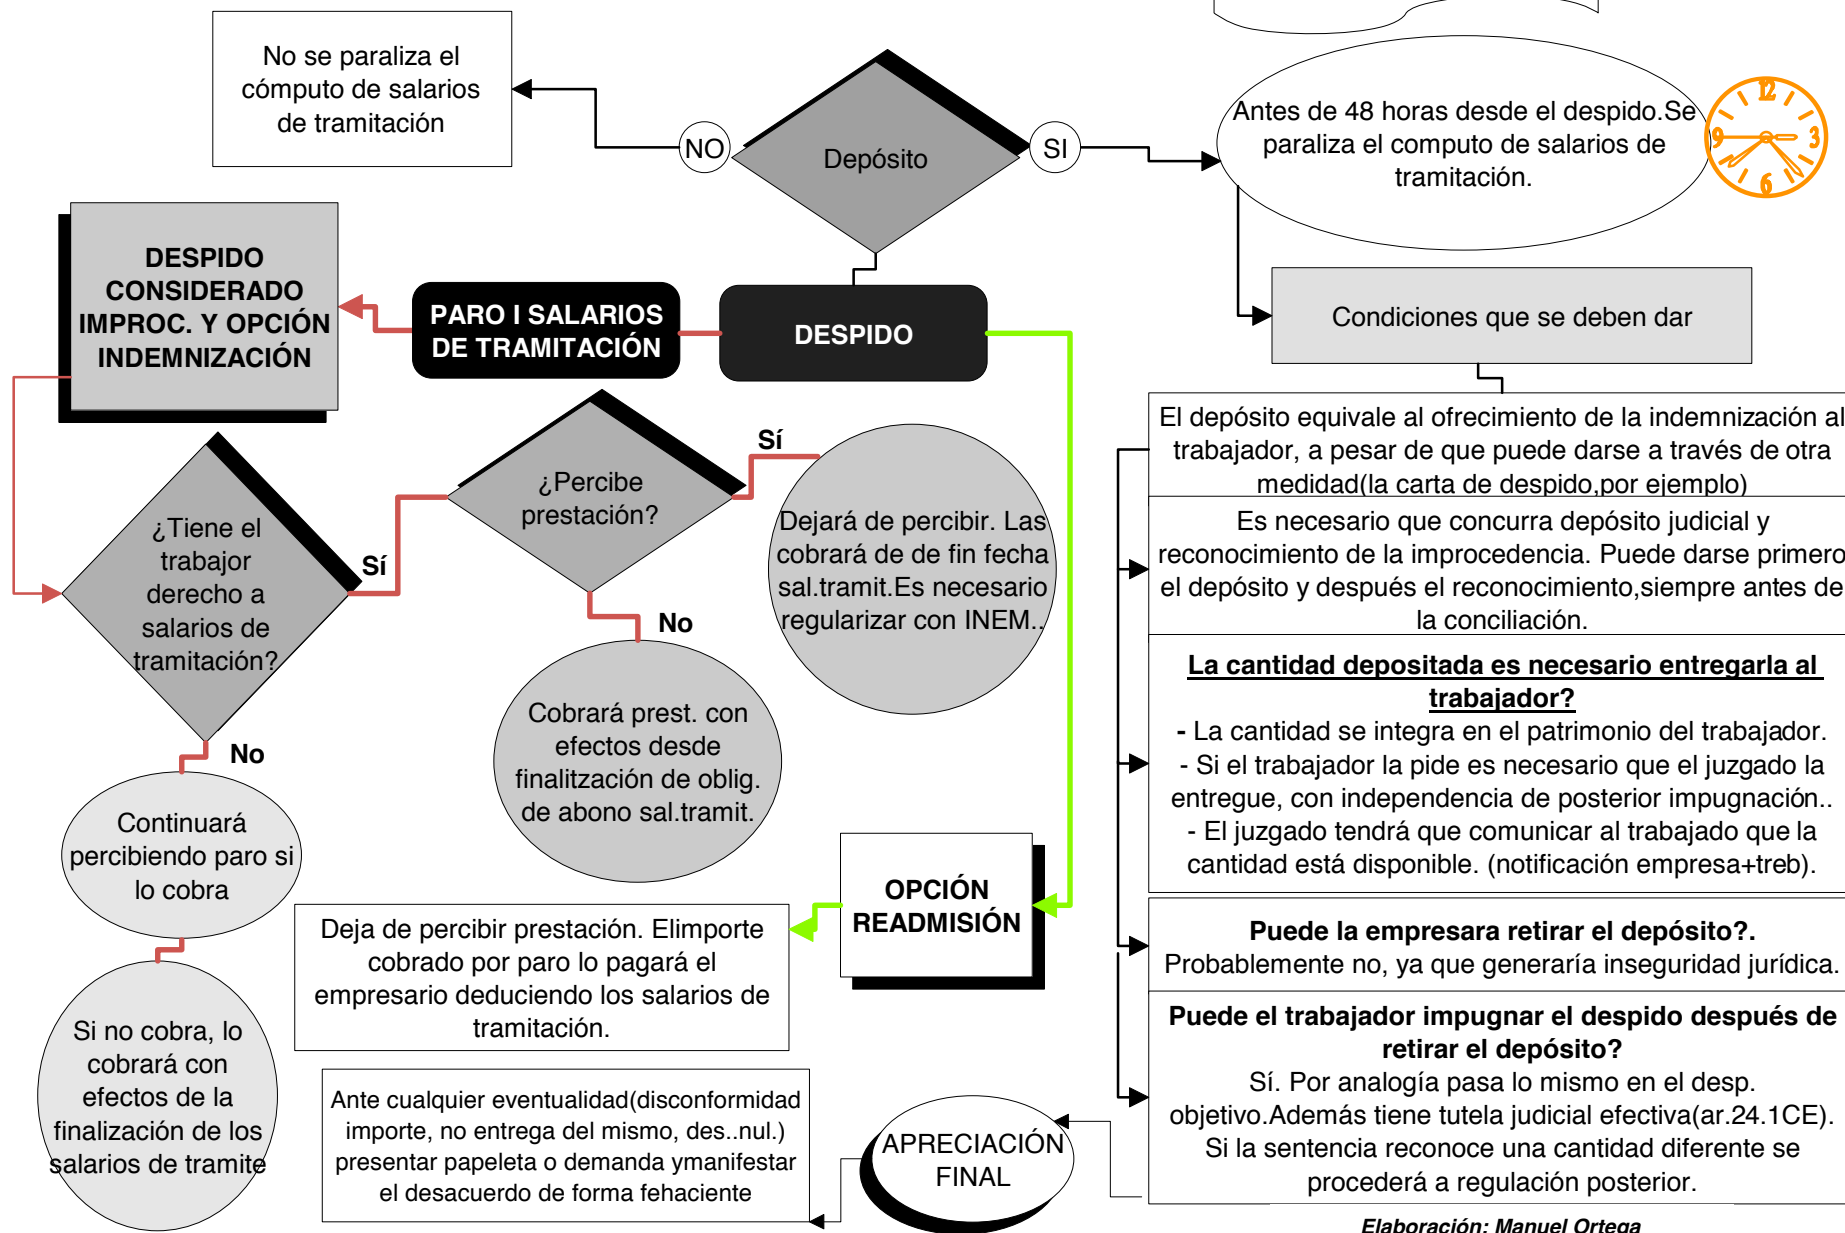 No se paraliza el
cómputo de salarios
de tramitación
NO
Depósito
SI
Antes de 48 horas desde el despido.Se
paraliza el computo de salarios de
tramitación.
12
3
6
9
DESPIDO
CONSIDERADO
IMPROC. Y OPCIÓN
INDEMNIZACIÓN
PARO I SALARIOS
DE TRAMITACIÓN
DESPIDO
Condiciones que se deben dar
El depósito equivale al ofrecimiento de la indemnización al
trabajador, a pesar de que puede darse a través de otra
medidad(la carta de despido,por ejemplo)
Es necesario que concurra depósito judicial y
reconocimiento de la improcedencia. Puede darse primero
el depósito y después el reconocimiento,siempre antes de
la conciliación.
La cantidad depositada es necesario entregarla al
trabajador?
- La cantidad se integra en el patrimonio del trabajador.
- Si el trabajador la pide es necesario que el juzgado la
entregue, con independencia de posterior impugnación..
- El juzgado tendrá que comunicar al trabajado que la
cantidad está disponible. (notificación empresa+treb).
Puede la empresara retirar el depósito?.
Probablemente no, ya que generaría inseguridad jurídica.
Puede el trabajador impugnar el despido después de
retirar el depósito?
Sí. Por analogía pasa lo mismo en el desp.
objetivo.Además tiene tutela judicial efectiva(ar.24.1CE).
Si la sentencia reconoce una cantidad diferente se
procederá a regulación posterior.
¿Tiene el
trabajor
derecho a
salarios de
tramitación?
Sí
¿Percibe
prestación?
Sí
Dejará de percibir. Las
cobrará de de fin fecha
sal.tramit.Es necesario
regularizar con INEM..
No
Cobrará prest. con
efectos desde
finalitzación de oblig.
de abono sal.tramit.
No
Continuará
percibiendo paro si
lo cobra
Si no cobra, lo
cobrará con
efectos de la
finalización de los
salarios de tramite
OPCIÓN
READMISIÓN
Deja de percibir prestación. Elimporte
cobrado por paro lo pagará el
empresario deduciendo los salarios de
tramitación.
Ante cualquier eventualidad(disconformidad
importe, no entrega del mismo, des..nul.)
presentar papeleta o demanda ymanifestar
el desacuerdo de forma fehaciente
APRECIACIÓN
FINAL
Elaboración: Manuel Ortega